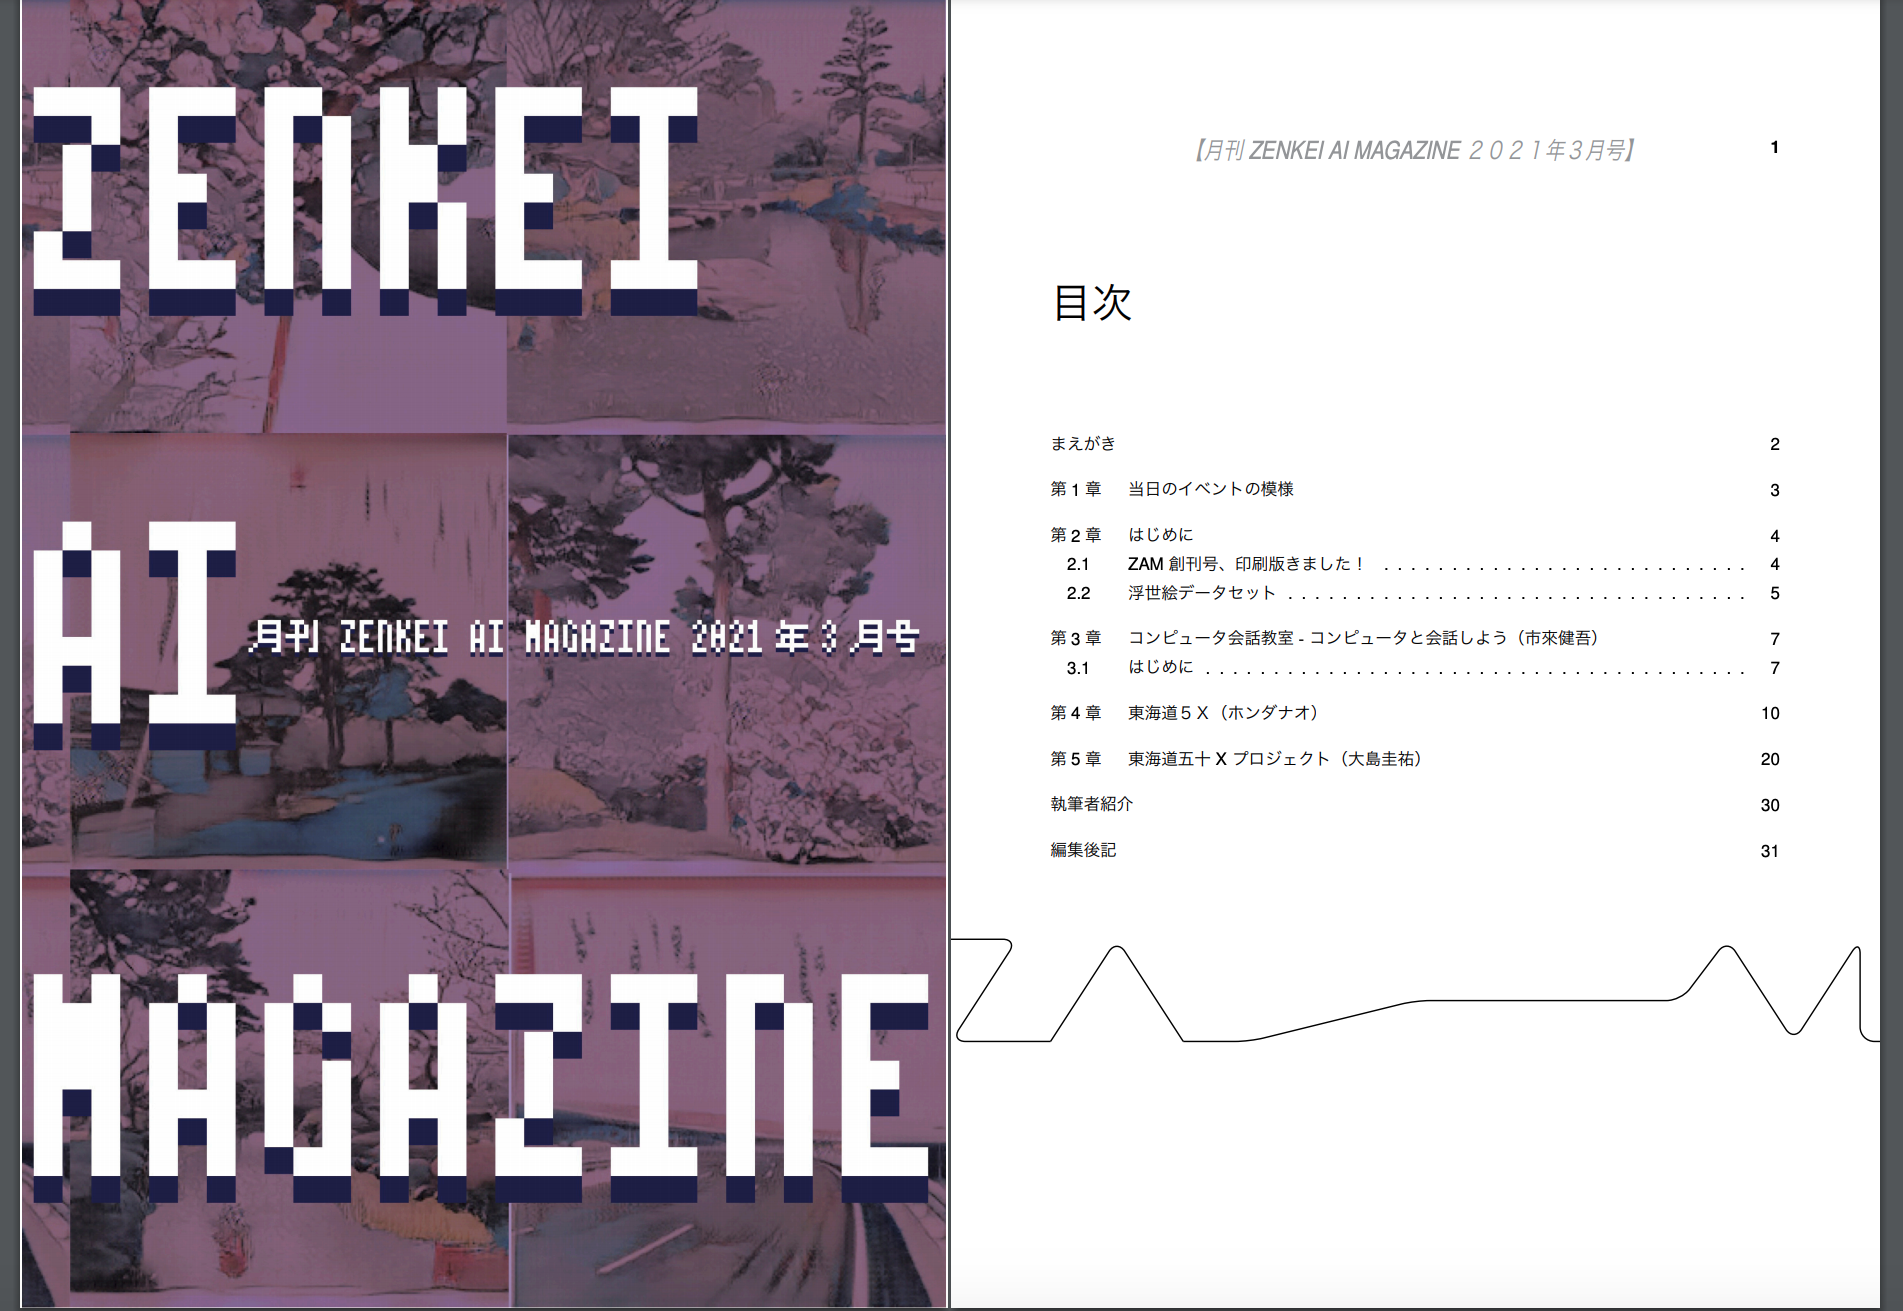 ZENKEI
AI
月刊 ZENKEI AI MAGAZINE 2021年3月号
MAGAZINE
【月刊 ZENKEI AI MAGAZINE ２０２１年３月号】 1
目次
まえがき 2
第 1 章 当日のイベントの模様 3
第 2 章 はじめに 4
2.1 ZAM 創刊号、印刷版きました！ 4
2.2 浮世絵データセット 5
第 3 章 コンピュータ会話教室 - コンピュータと会話しよう（市來健吾） 7
3.1 はじめに 7
第 4 章 東海道５Ｘ（ホンダナオ） 10
第 5 章 東海道五十 X プロジェクト（大島圭祐） 20
執筆者紹介 30
編集後記 31
ZAM